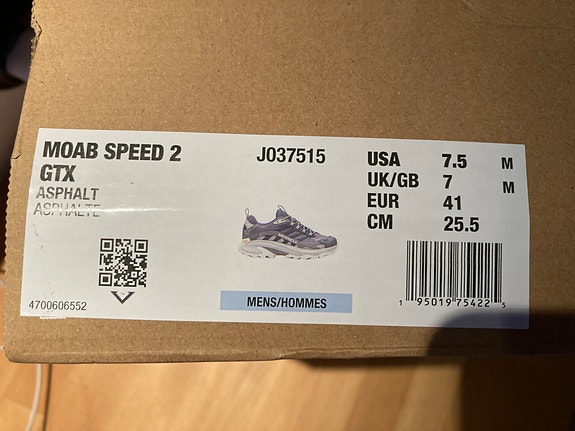 MOAB SPEED 2
GTX
ASPHALT
ASPHALTE
4700606552
J037515
MENS/HOMMES
USA 7.5 M
UK/GB 7 M
EUR 41
CM 25.5
1 95019 75422 5